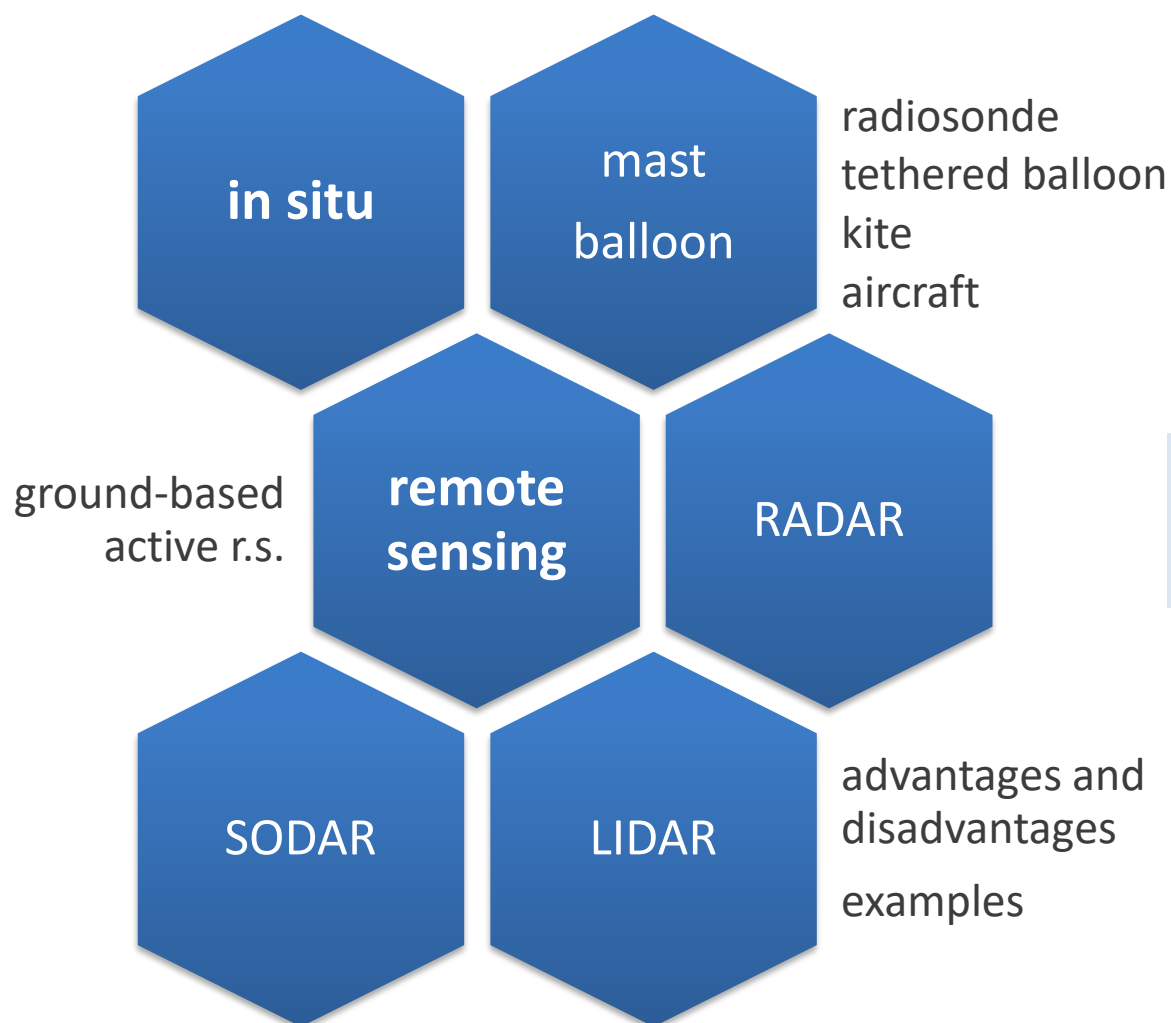 in situ
mast
balloon
radiosonde
tethered balloon
kite
aircraft
ground-based
active r.s.
remote
sensing
RADAR
SODAR
LIDAR
advantages and
disadvantages
examples